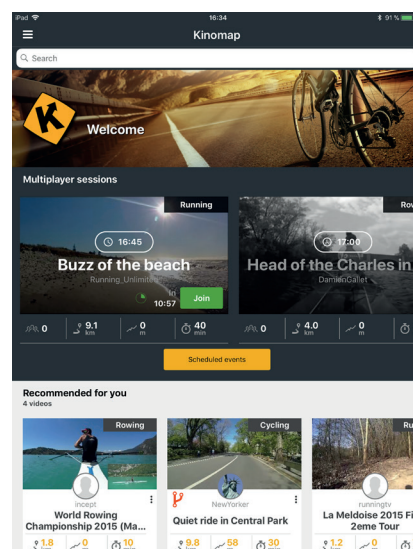 iPad 16:34 91 %
Kinomap
Search
Welcome
Multiplayer sessions
Running
16:45
Buzz of the beach
Running_Unlimited
in
10:57
Join
0 9.1 km 0 m 40 min
17:00
Head of the Charles in
DamienGallet
0 4.0 km 0 m
Scheduled events
Recommended for you
4 videos
Rowing
incept
World Rowing
Championship 2015 (Ma...
1.8 0 10
Cycling
NewYorker
Quiet ride in Central Park
9.8 58 30
runningtv
La Meldoise 2015 Fi
2eme Tour
1.2 0